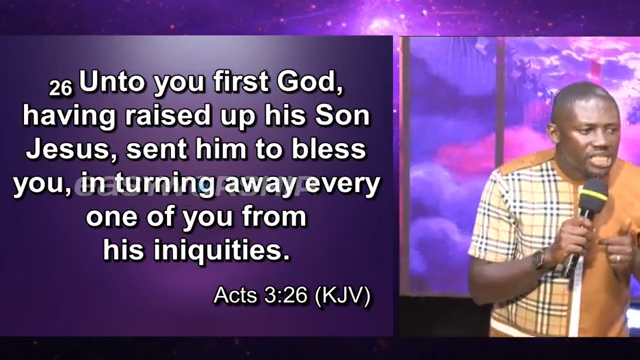 26 Unto you first God,
having raised up his Son
Jesus, sent him to bless
you, in turning away every
one of you from
his iniquities.
Acts 3:26 (KJV)